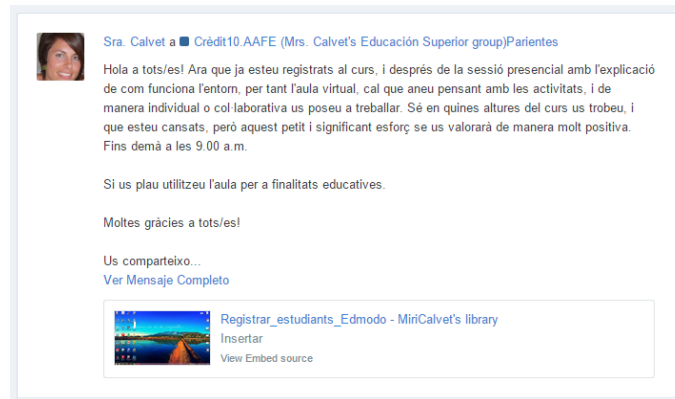 Sra. Calvet a Crèdit10.AAFE (Mrs. Calvet's Educación Superior group)Parientes
Hola a tots/es! Ara que ja esteu registrats al curs, i després de la sessió presencial amb l'explicació
de com funciona l'entorn, per tant l'aula virtual, cal que aneu pensant amb les activitats, i de
manera individual o col·laborativa us poseu a treballar. Sé en quines altures del curs us trobeu, i
que esteu cansats, però aquest petit i significant esforç se us valorarà de manera molt positiva.
Fins demà a les 9.00 a.m.
Si us plau utilitzeu l'aula per a finalitats educatives.
Moltes gràcies a tots/es!
Us comparteixo...
Ver Mensaje Completo
Registrar_estudiants_Edmodo - MiriCalvet's library
Insertar
View Embed source